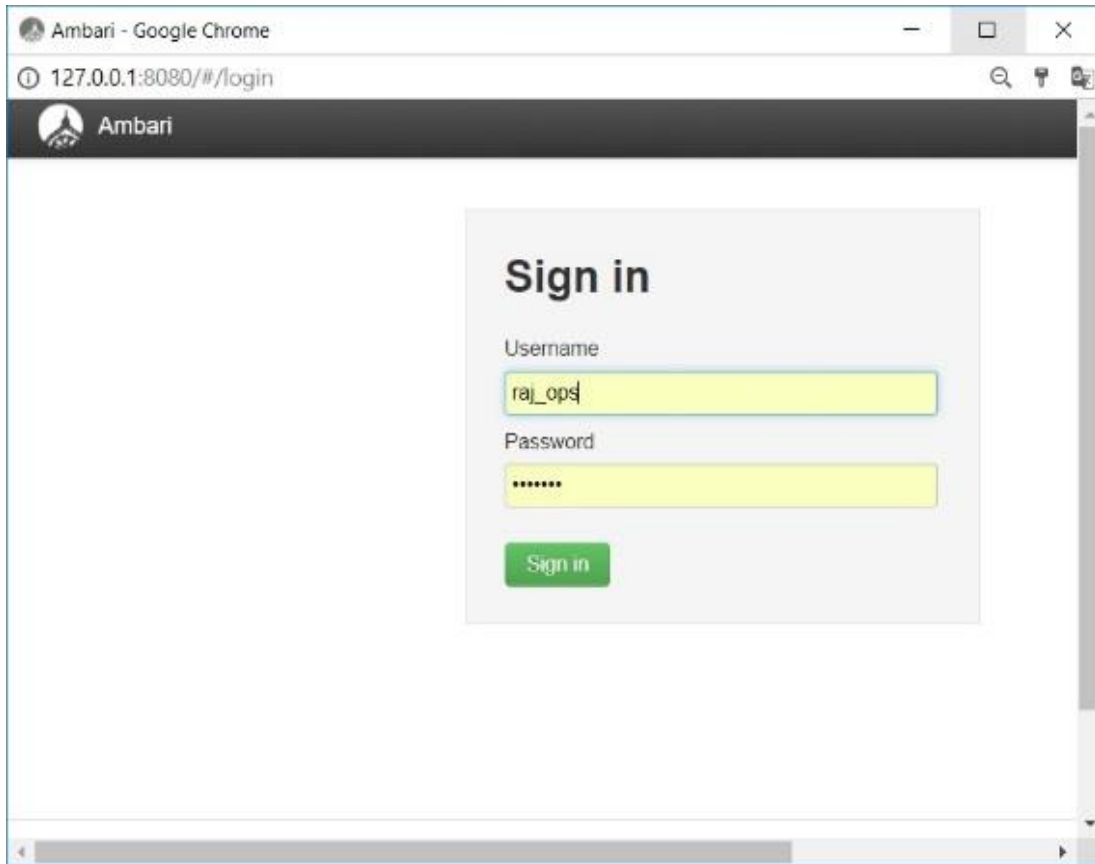 Ambari - Google Chrome
127.0.0.1:8080/#/login
Ambari
Sign in
Username
raj_ops
Password
•••••••
Sign in